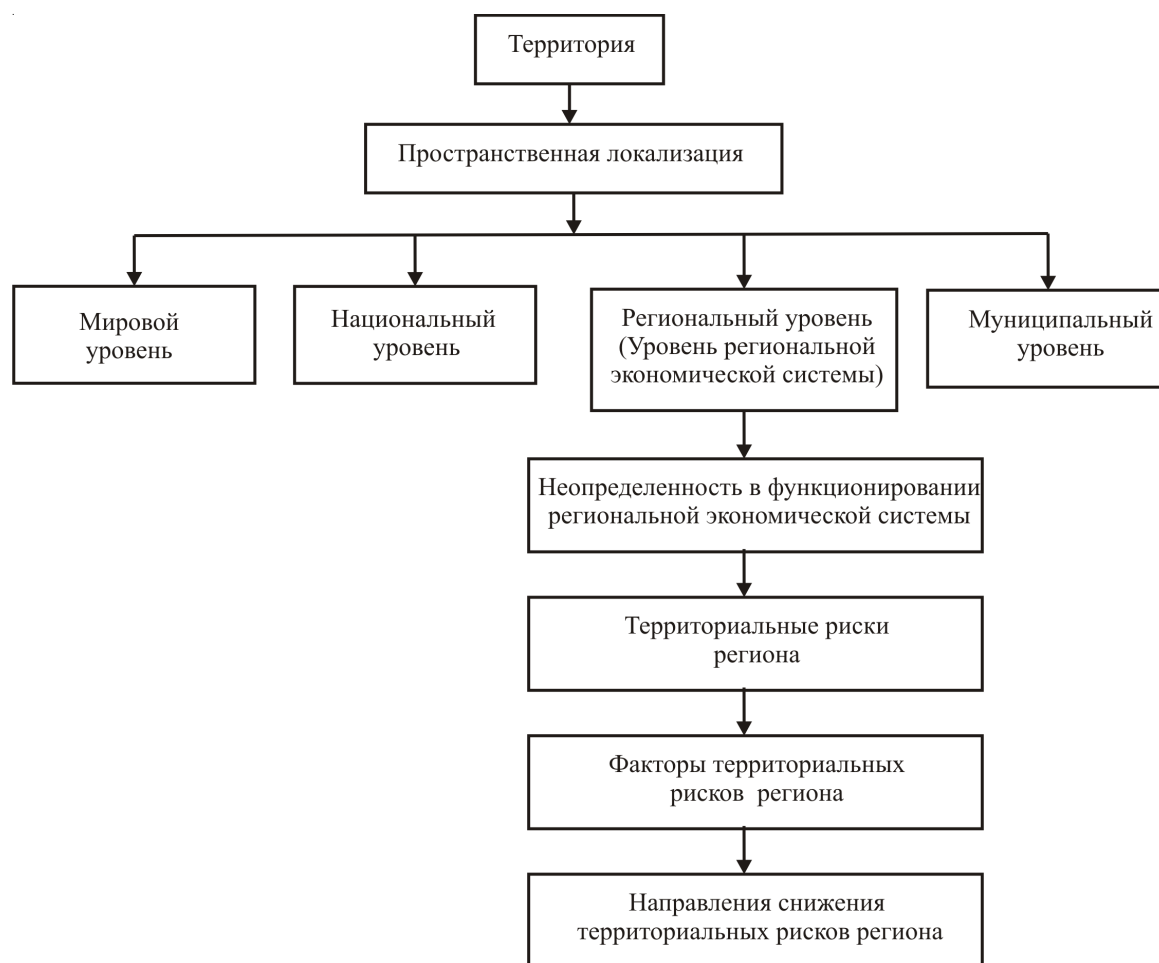 Территория
Пространственная локализация
Мировой
уровень
Национальный
уровень
Региональный уровень
(Уровень региональной
экономической системы)
Муниципальный
уровень
Неопределенность в функционировании
региональной экономической системы
Территориальные риски
региона
Факторы территориальных
рисков региона
Направления снижения
территориальных рисков региона